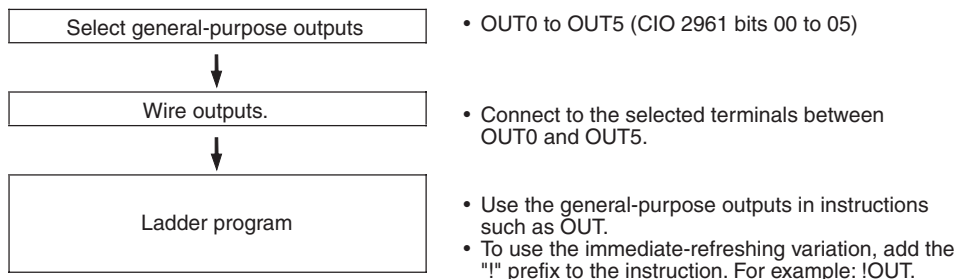 Select general-purpose outputs
• OUT0 to OUT5 (CIO 2961 bits 00 to 05)
Wire outputs.
• Connect to the selected terminals between
OUT0 and OUT5.
Ladder program
• Use the general-purpose outputs in instructions
such as OUT.
• To use the immediate-refreshing variation, add the
"!" prefix to the instruction. For example: !OUT.